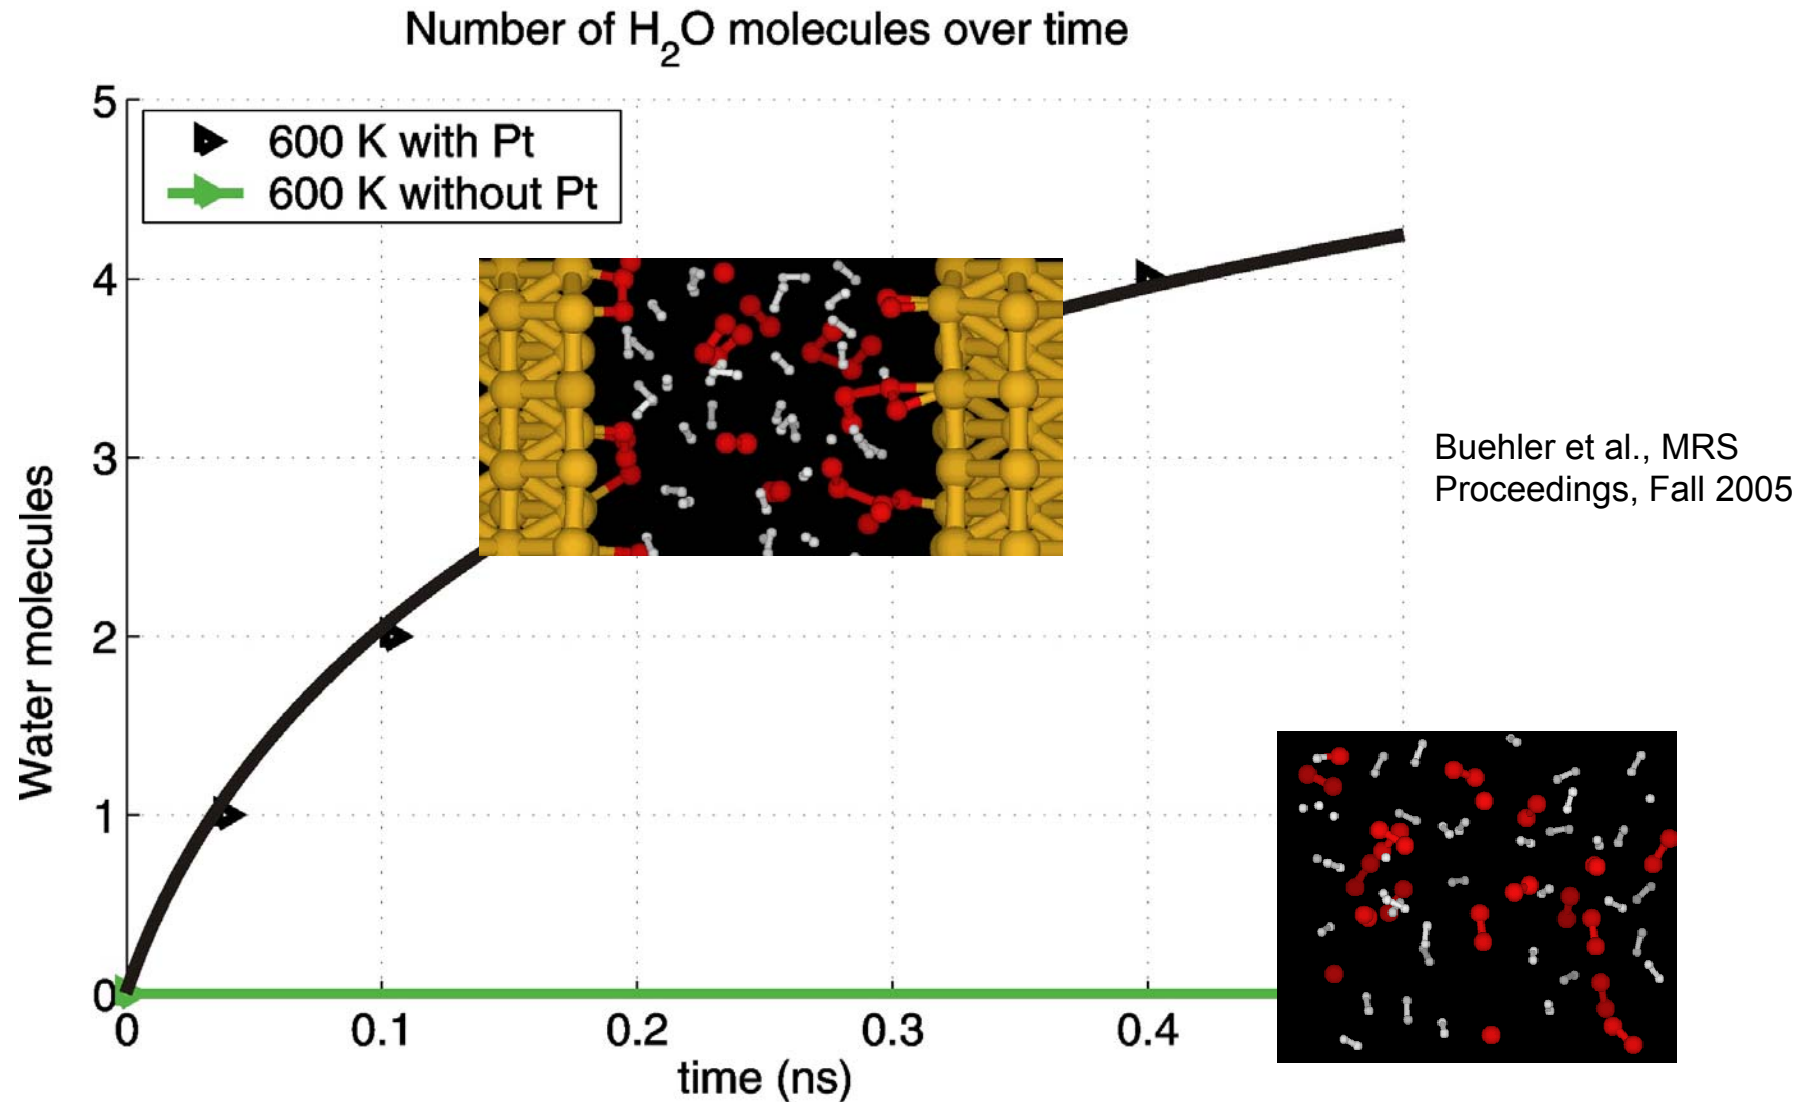 Number of H₂O molecules over time
5
600 K with Pt
600 K without Pt
4
3
2
1
0
Water molecules
0 0.1 0.2 0.3 0.4
time (ns)
Buehler et al., MRS
Proceedings, Fall 2005